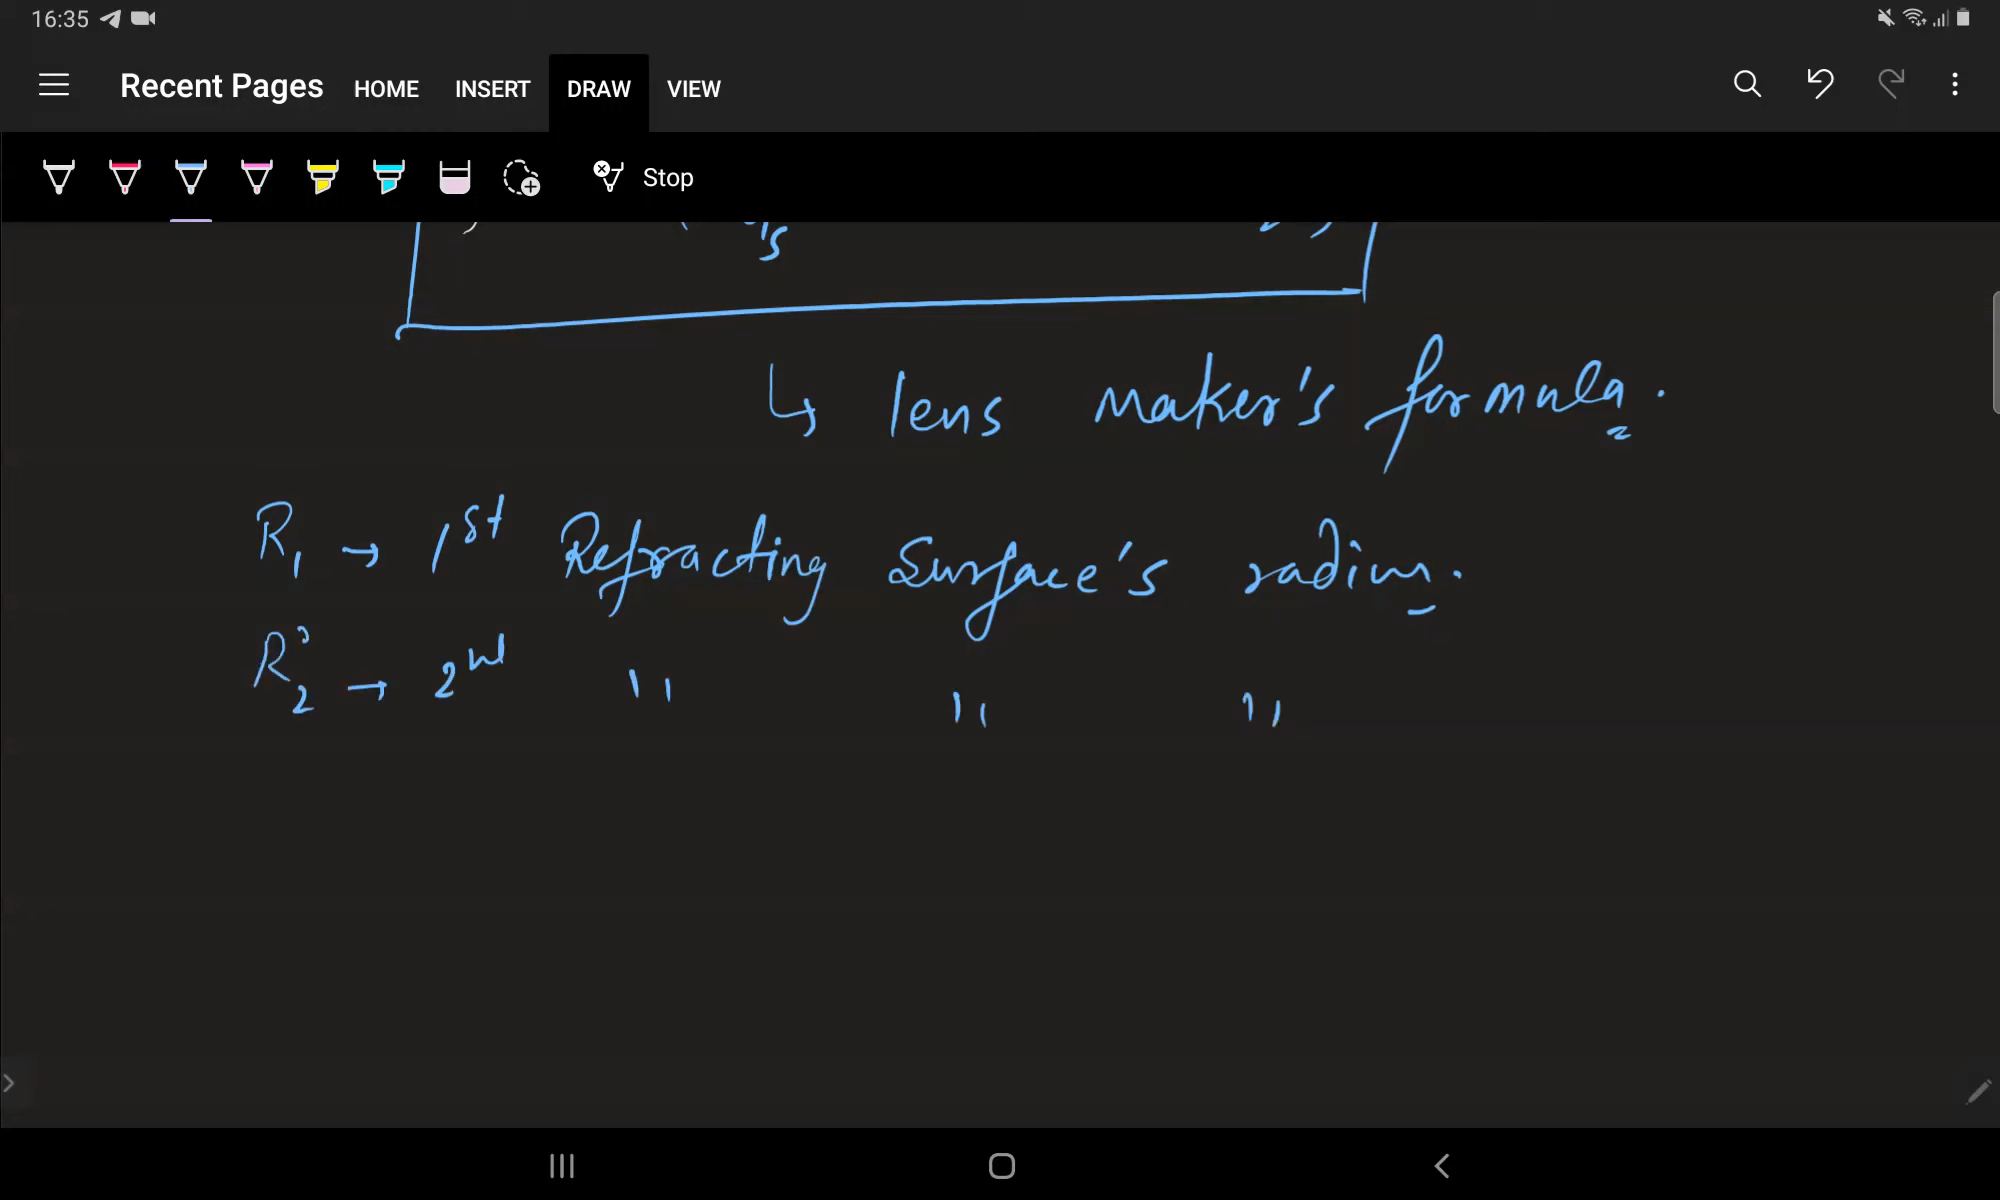 16:35
Recent Pages HOME INSERT DRAW VIEW
Stop
↳ lens maker's formula.
R₁ → 1st Refracting Surface's radius.
R₂ → 2nd " " "